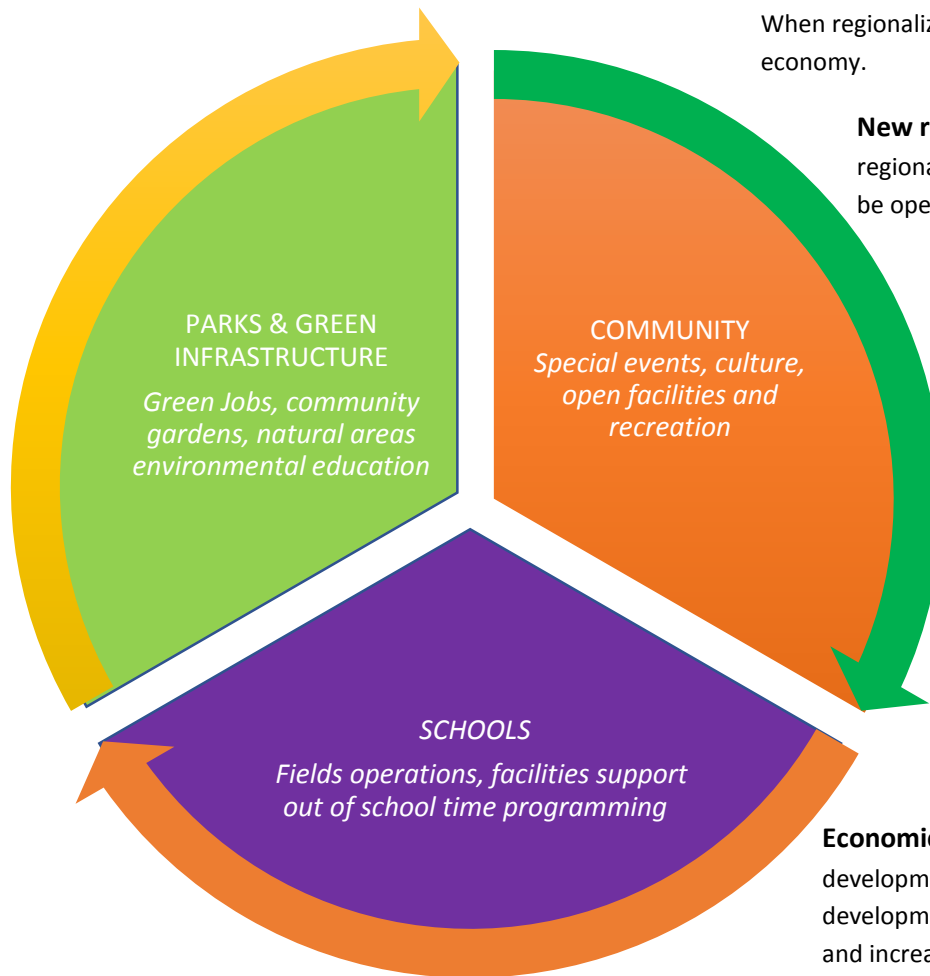 When regionaliz
economy.
New r
regiona
be ope
PARKS & GREEN
INFRASTRUCTURE
Green Jobs, community
gardens, natural areas
environmental education
COMMUNITY
Special events, culture,
open facilities and
recreation
SCHOOLS
Fields operations, facilities support
out of school time programming
Economic
developm
developm
and increa